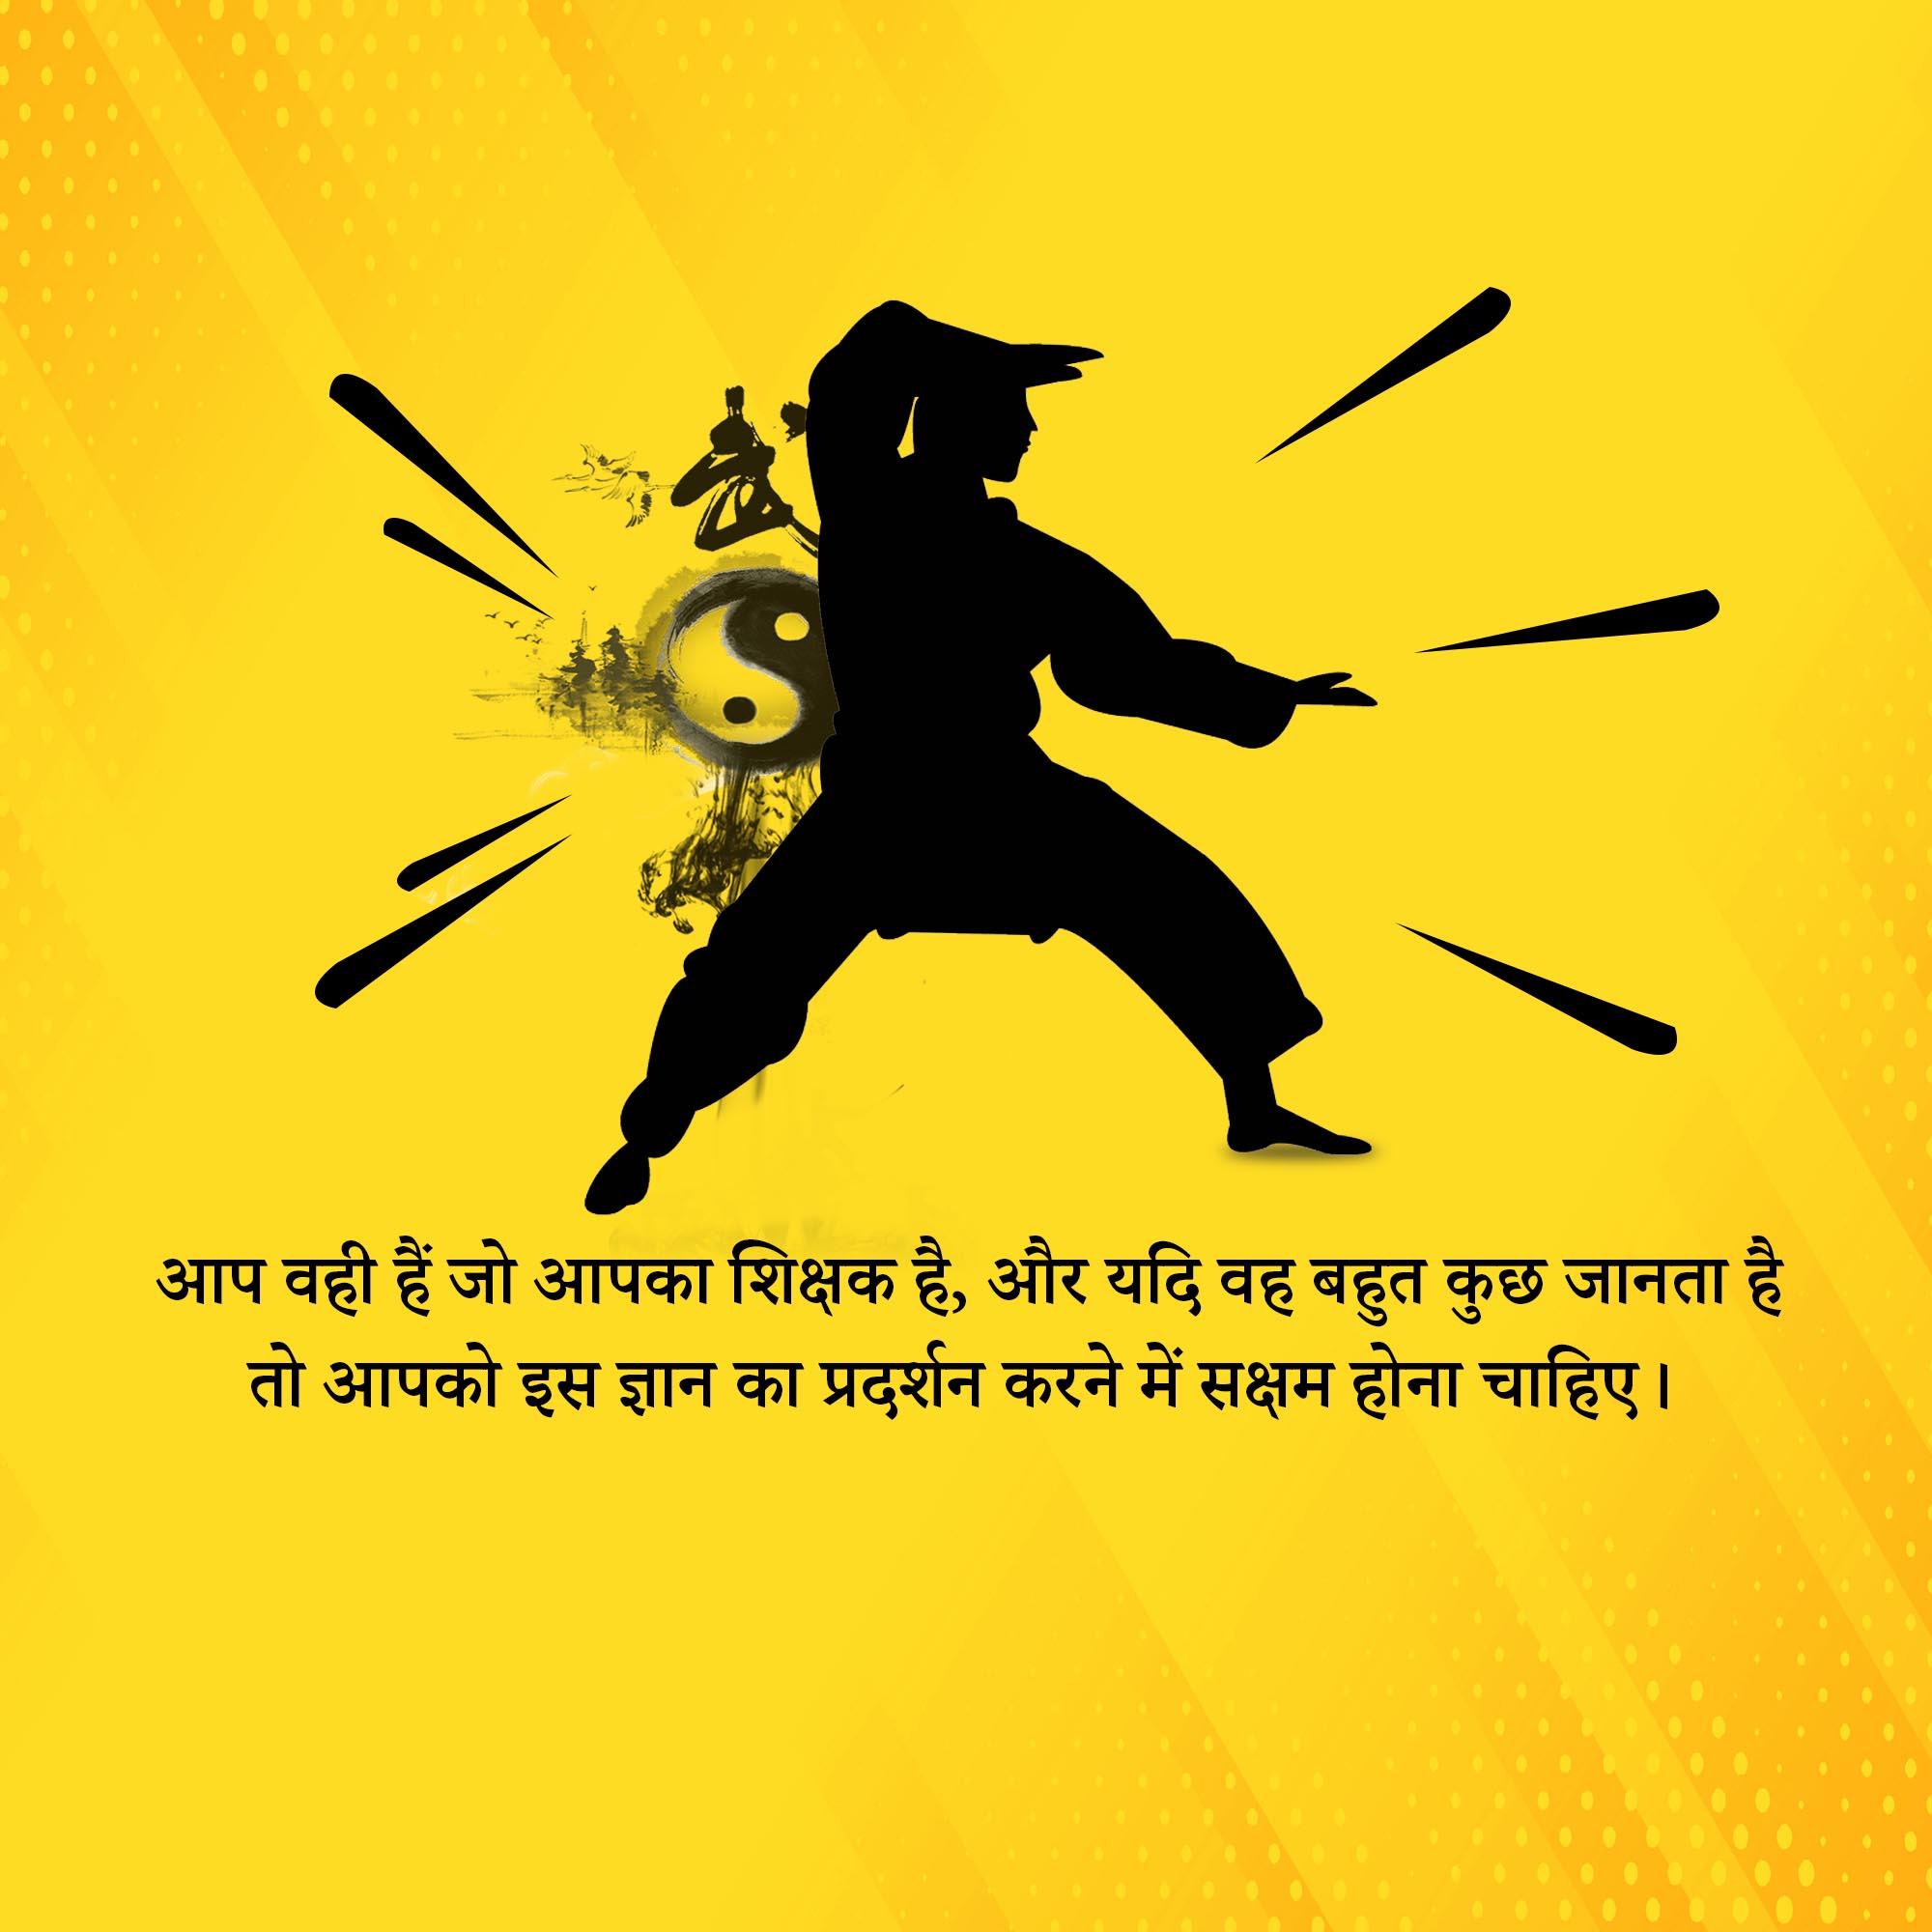 武
आप वही हैं जो आपका शिक्षक है, और यदि वह बहुत कुछ जानता है
तो आपको इस ज्ञान का प्रदर्शन करने में सक्षम होना चाहिए।